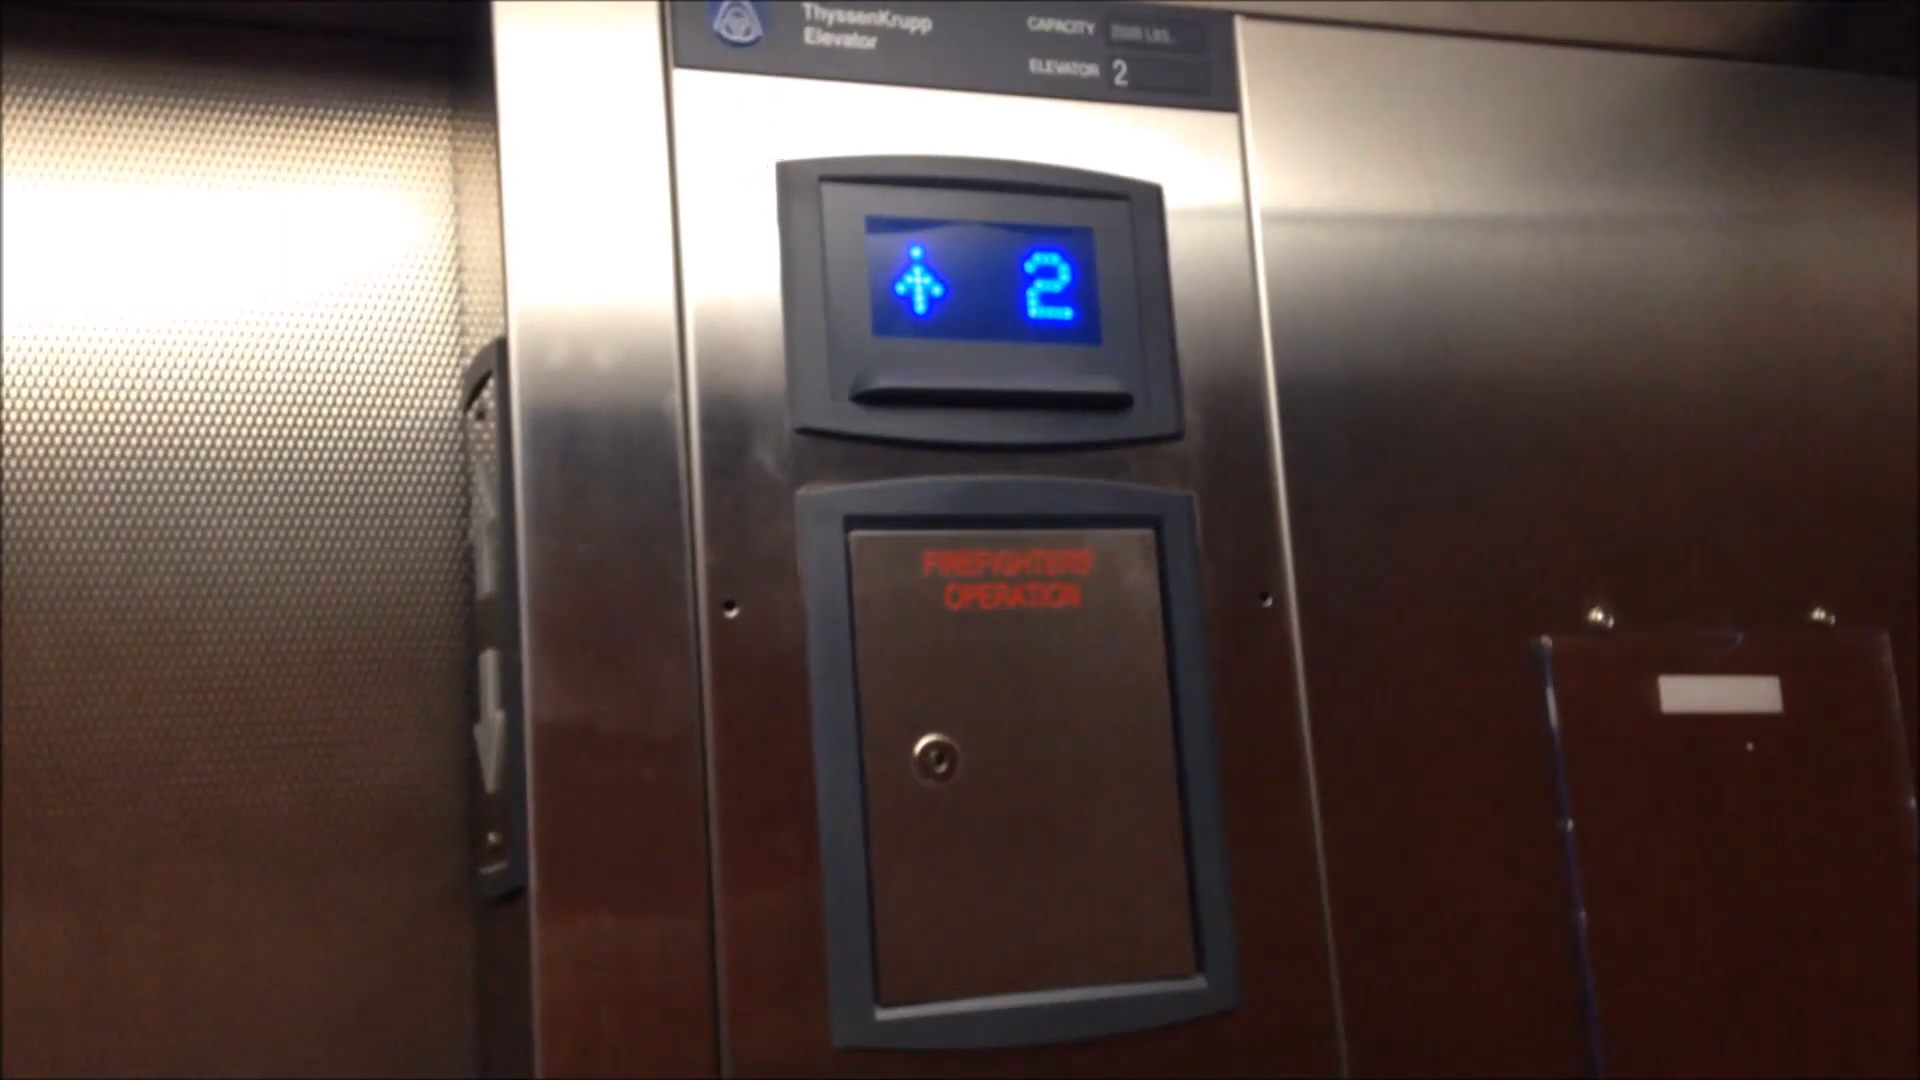 ThyssenKrupp
Elevator
CAPACITY
ELEVATOR 2
2
FIREFIGHTERS'
OPERATION